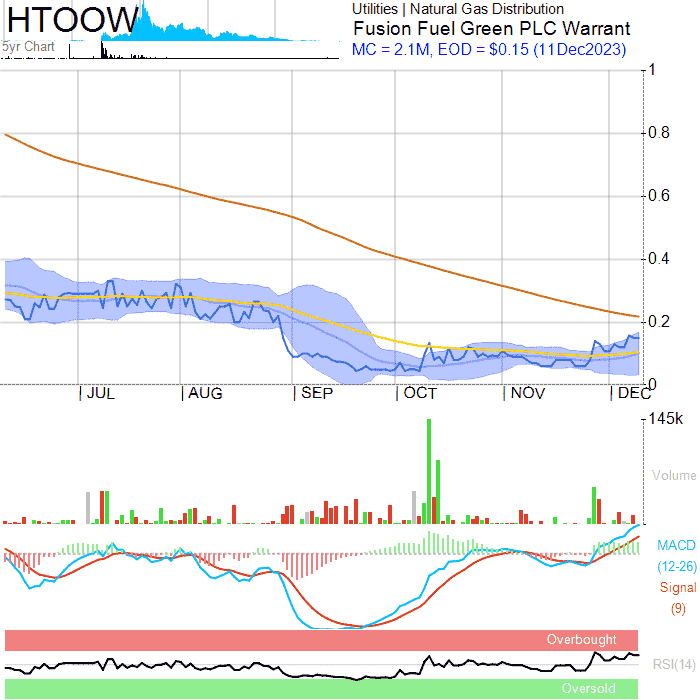 HTOOW
5yr Chart
Utilities | Natural Gas Distribution
Fusion Fuel Green PLC Warrant
MC = 2.1M, EOD = $0.15 (11Dec2023)
1
0.8
0.6
0.4
0.2
0
| JUL | AUG | SEP | OCT | NOV | DEC
145k
Volume
MACD
(12-26)
Signal
(9)
Overbought
RSI(14)
Oversold